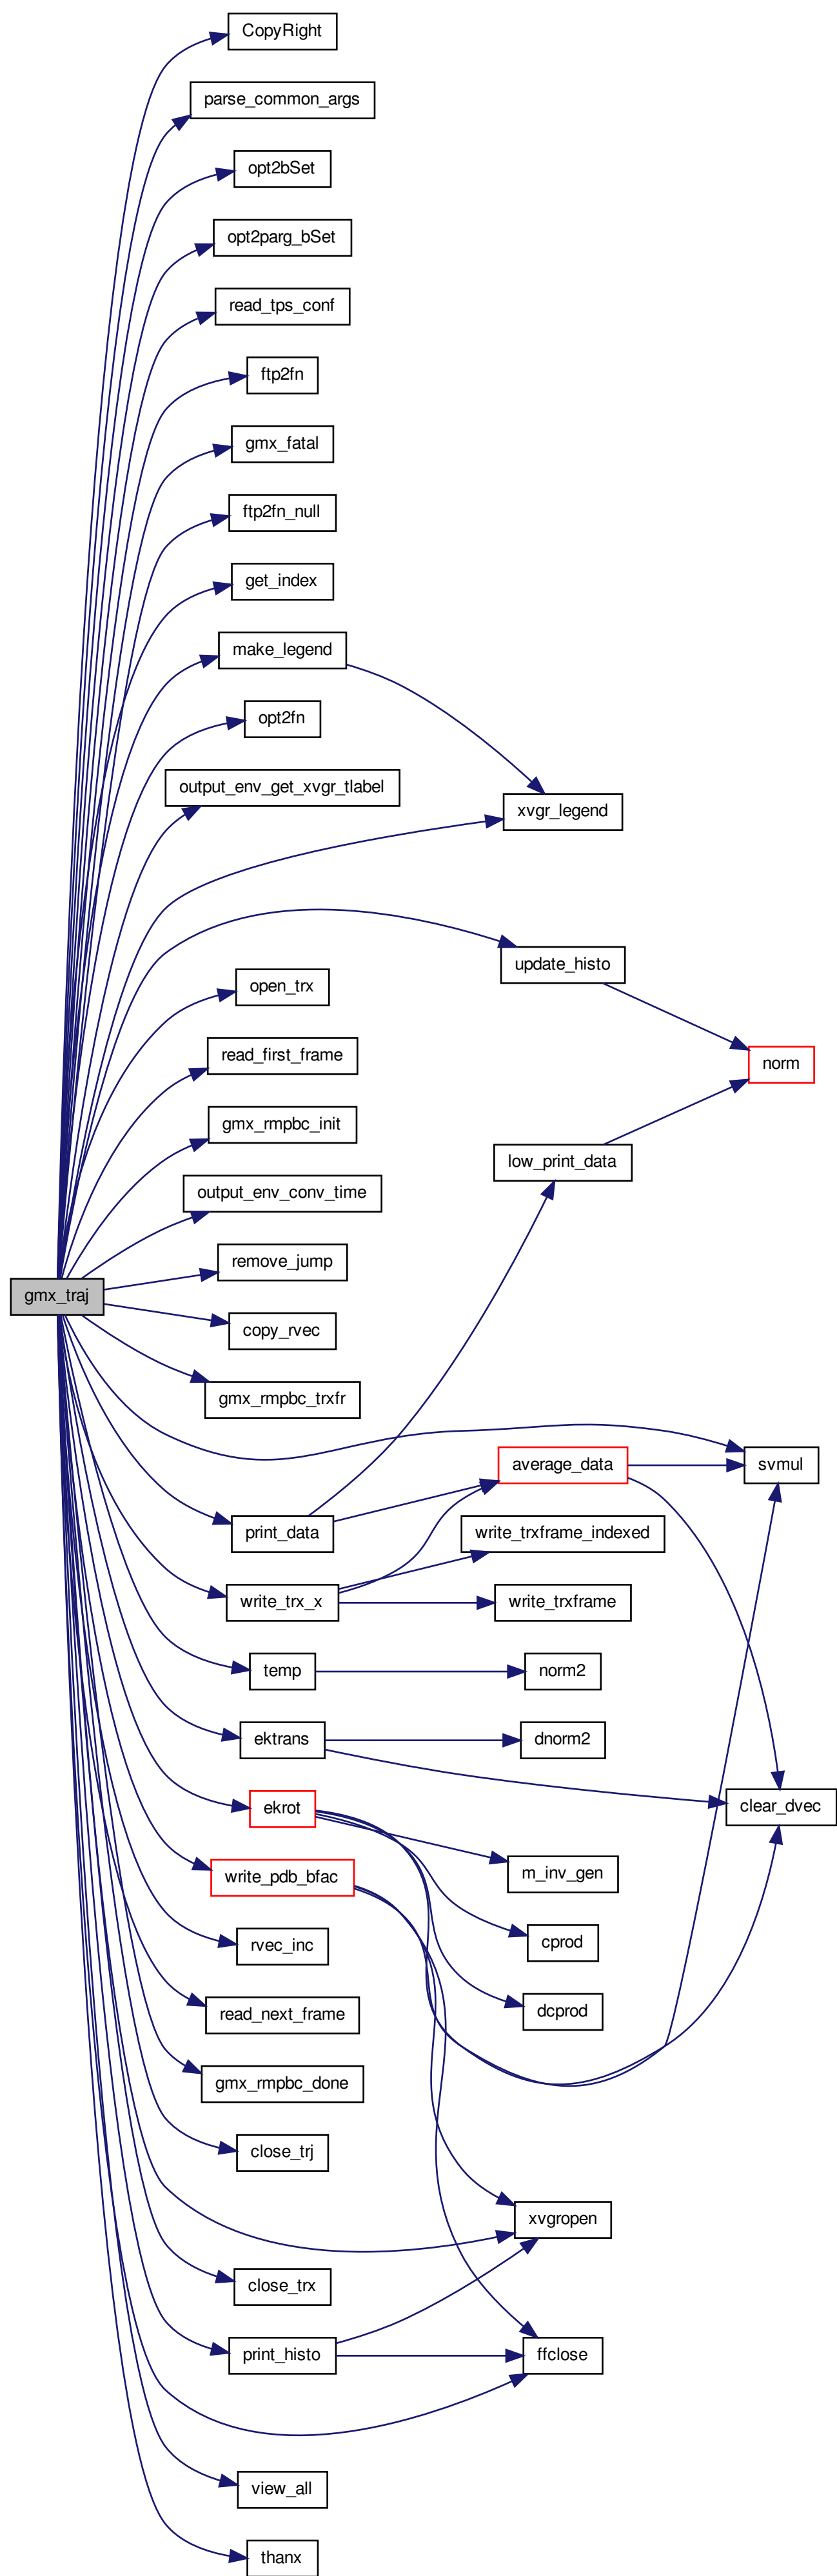 CopyRight
parse_common_args
opt2bSet
opt2parg_bSet
read_tps_conf
ftp2fn
gmx_fatal
ftp2fn_null
get_index
make_legend
opt2fn
output_env_get_xvgr_tlabel
xvgr_legend
update_histo
open_trx
read_first_frame
norm
gmx_rmpbc_init
low_print_data
output_env_conv_time
remove_jump
gmx_traj
copy_rvec
gmx_rmpbc_trxfr
average_data
svmul
print_data
write_trxframe_indexed
write_trx_x
write_trxframe
temp
norm2
ektrans
dnorm2
ekrot
clear_dvec
write_pdb_bfac
m_inv_gen
rvec_inc
cprod
read_next_frame
dcprod
gmx_rmpbc_done
close_trj
xvgropen
close_trx
print_histo
ffclose
view_all
thanx